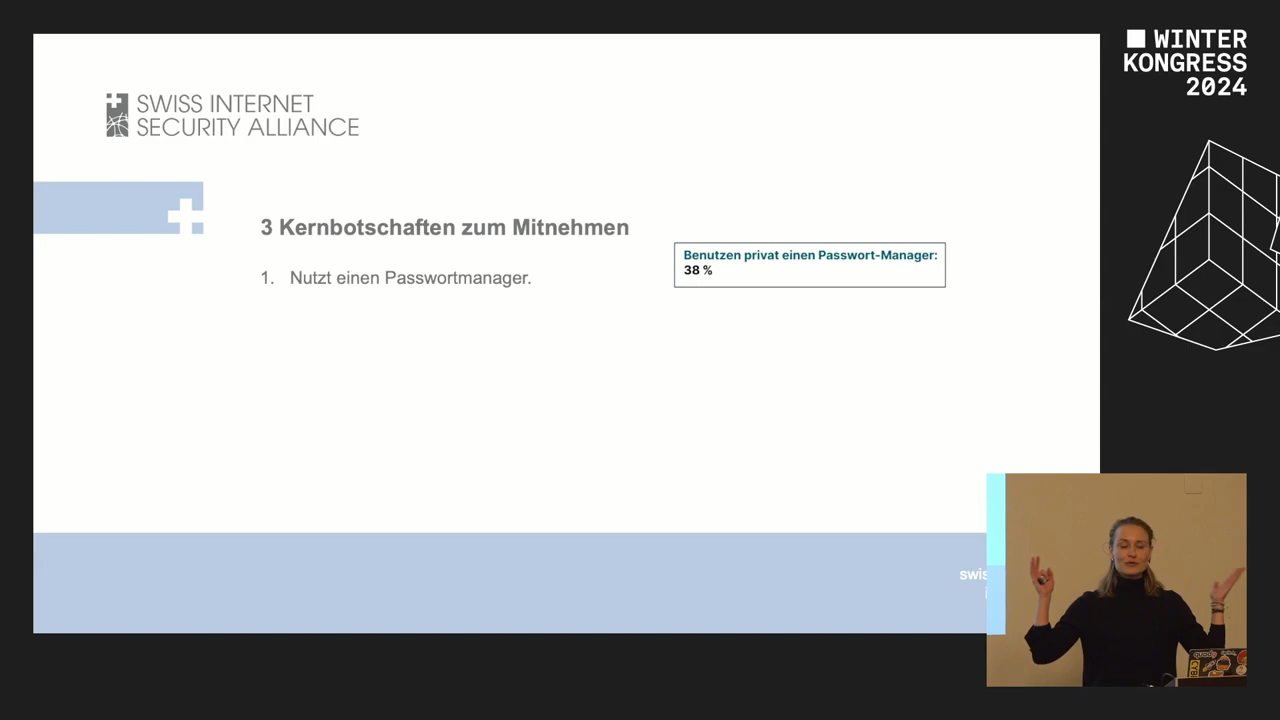 WINTER
KONGRESS
2024
SWISS INTERNET
SECURITY ALLIANCE
3 Kernbotschaften zum Mitnehmen
1. Nutzt einen Passwortmanager.
Benutzen privat einen Passwort-Manager:
38 %
swis